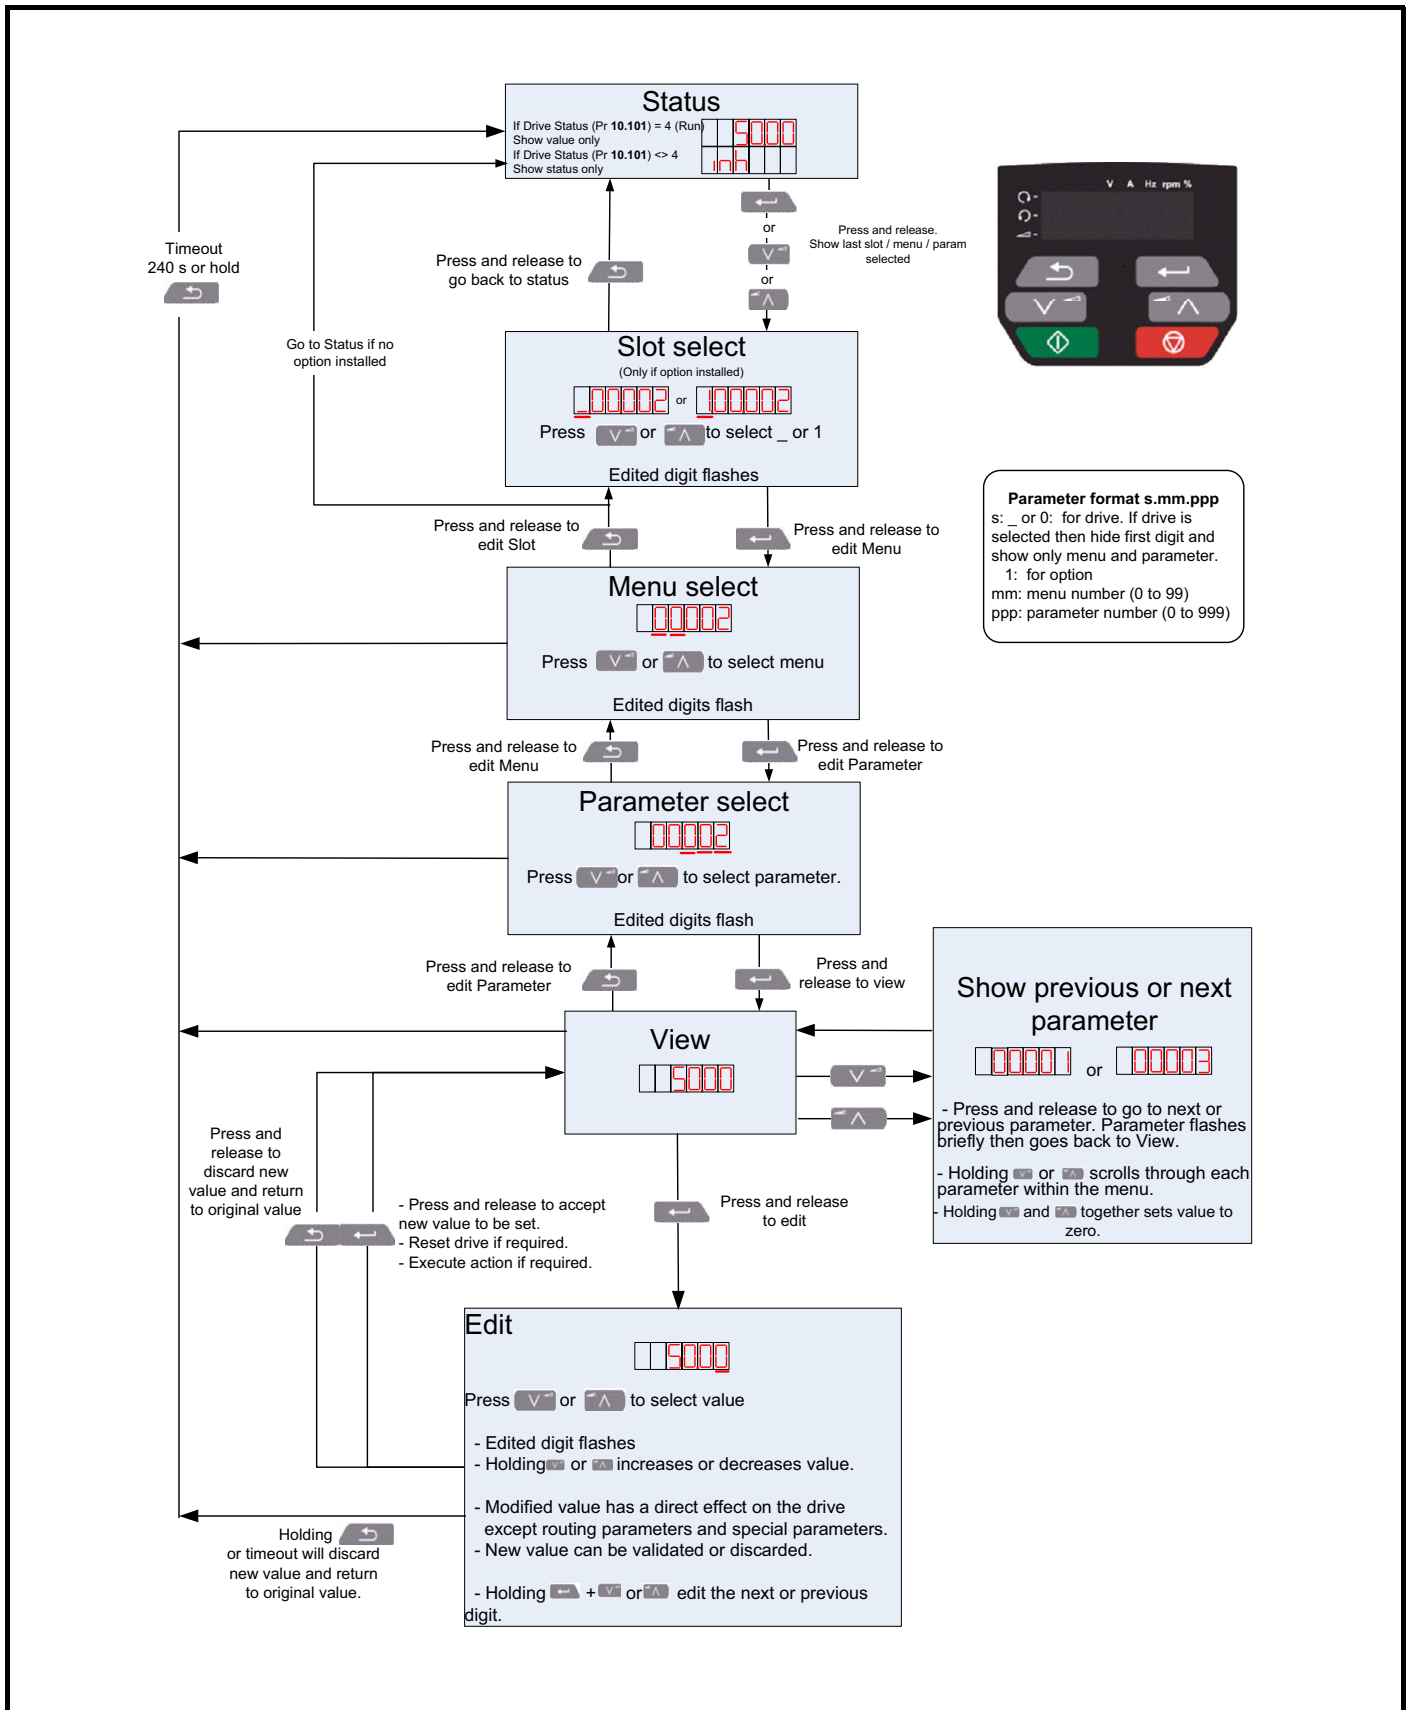 Status
If Drive Status (Pr 10.101) = 4 (Run)
Show value only
If Drive Status (Pr 10.101) <> 4
Show status only
5000
inh
V A Hz rpm %
Timeout
240 s or hold
Press and release to
go back to status
or
or
Press and release.
Show last slot / menu / param
selected
Go to Status if no
option installed
Slot select
(Only if option installed)
_00002 or 100002
Press or to select _ or 1
Edited digit flashes
Press and release to
edit Slot
Press and release to
edit Menu
Parameter format s.mm.ppp
s: _ or 0: for drive. If drive is
selected then hide first digit and
show only menu and parameter.
1: for option
mm: menu number (0 to 99)
ppp: parameter number (0 to 999)
Menu select
00002
Press or to select menu
Edited digits flash
Press and release to
edit Menu
Press and release to
edit Parameter
Parameter select
00002
Press or to select parameter.
Edited digits flash
Press and release to
edit Parameter
Press and
release to view
View
5000
Show previous or next
parameter
00001 or 00003
- Press and release to go to next or
previous parameter. Parameter flashes
briefly then goes back to View.
- Holding or scrolls through each
parameter within the menu.
- Holding and together sets value to
zero.
Press and
release to
discard new
value and return
to original value
- Press and release to accept
new value to be set.
- Reset drive if required.
- Execute action if required.
Press and release
to edit
Edit
5000
Press or to select value
- Edited digit flashes
- Holding or increases or decreases value.
- Modified value has a direct effect on the drive
except routing parameters and special parameters.
- New value can be validated or discarded.
- Holding + or edit the next or previous
digit.
Holding
or timeout will discard
new value and return
to original value.